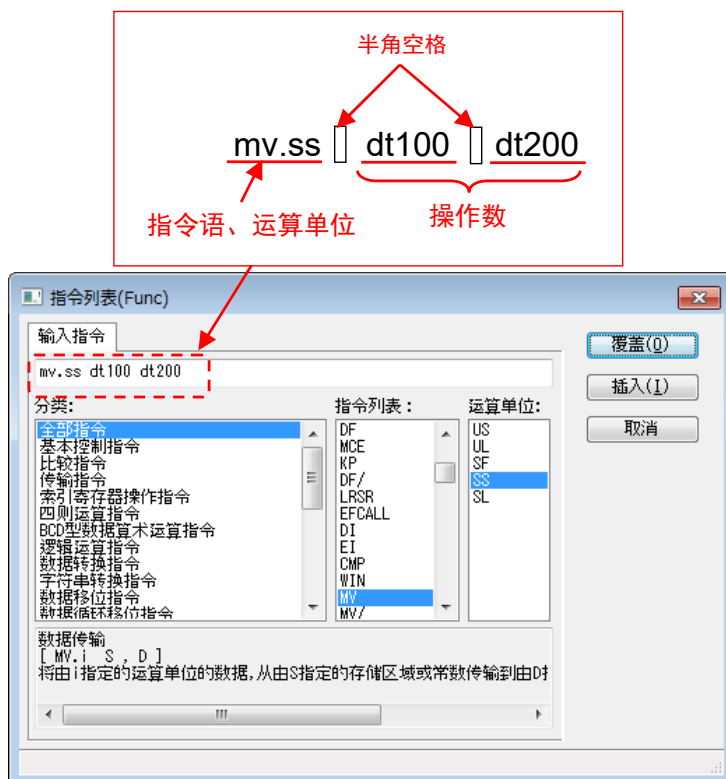 半角空格
mv.ss dt100 dt200
指令语、运算单位
操作数
指令列表(Func)
输入指令
mv.ss dt100 dt200
覆盖(O)
插入(I)
取消
分类:
全部指令
基本控制指令
比较指令
传输指令
索引寄存器操作指令
四则运算指令
BCD型数据算术运算指令
逻辑运算指令
数据转换指令
字符串转换指令
数据移位指令
数据循环移位指令
指令列表:
DF
MCE
KP
DF/
LRSR
EFCALL
DI
EI
CMP
WIN
MV
MV/
运算单位:
US
UL
SF
SS
SL
数据传输
[ MV.i S , D ]
将由i指定的运算单位的数据,从由S指定的存储区域或常数传输到由D